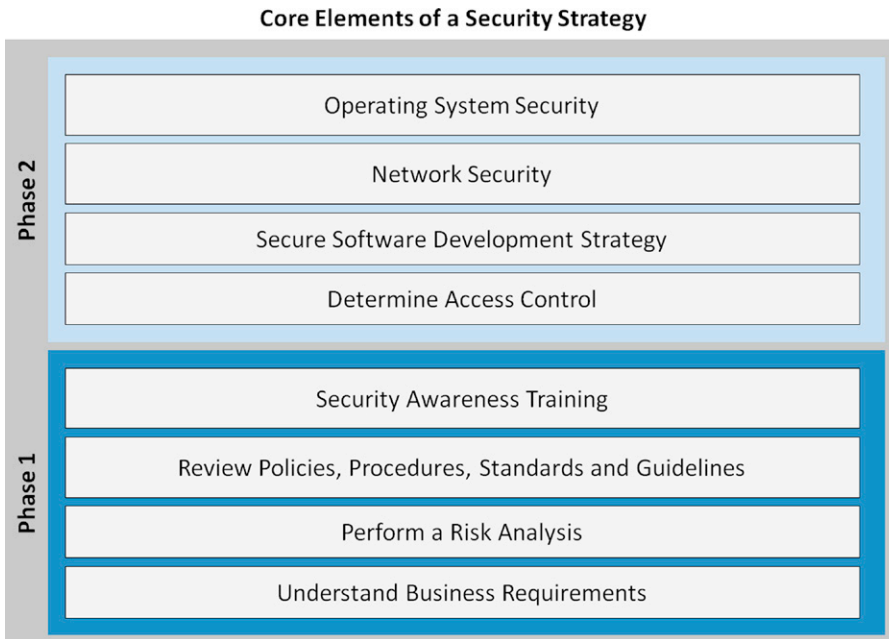 Core Elements of a Security Strategy
Phase 2
Operating System Security
Network Security
Secure Software Development Strategy
Determine Access Control
Phase 1
Security Awareness Training
Review Policies, Procedures, Standards and Guidelines
Perform a Risk Analysis
Understand Business Requirements